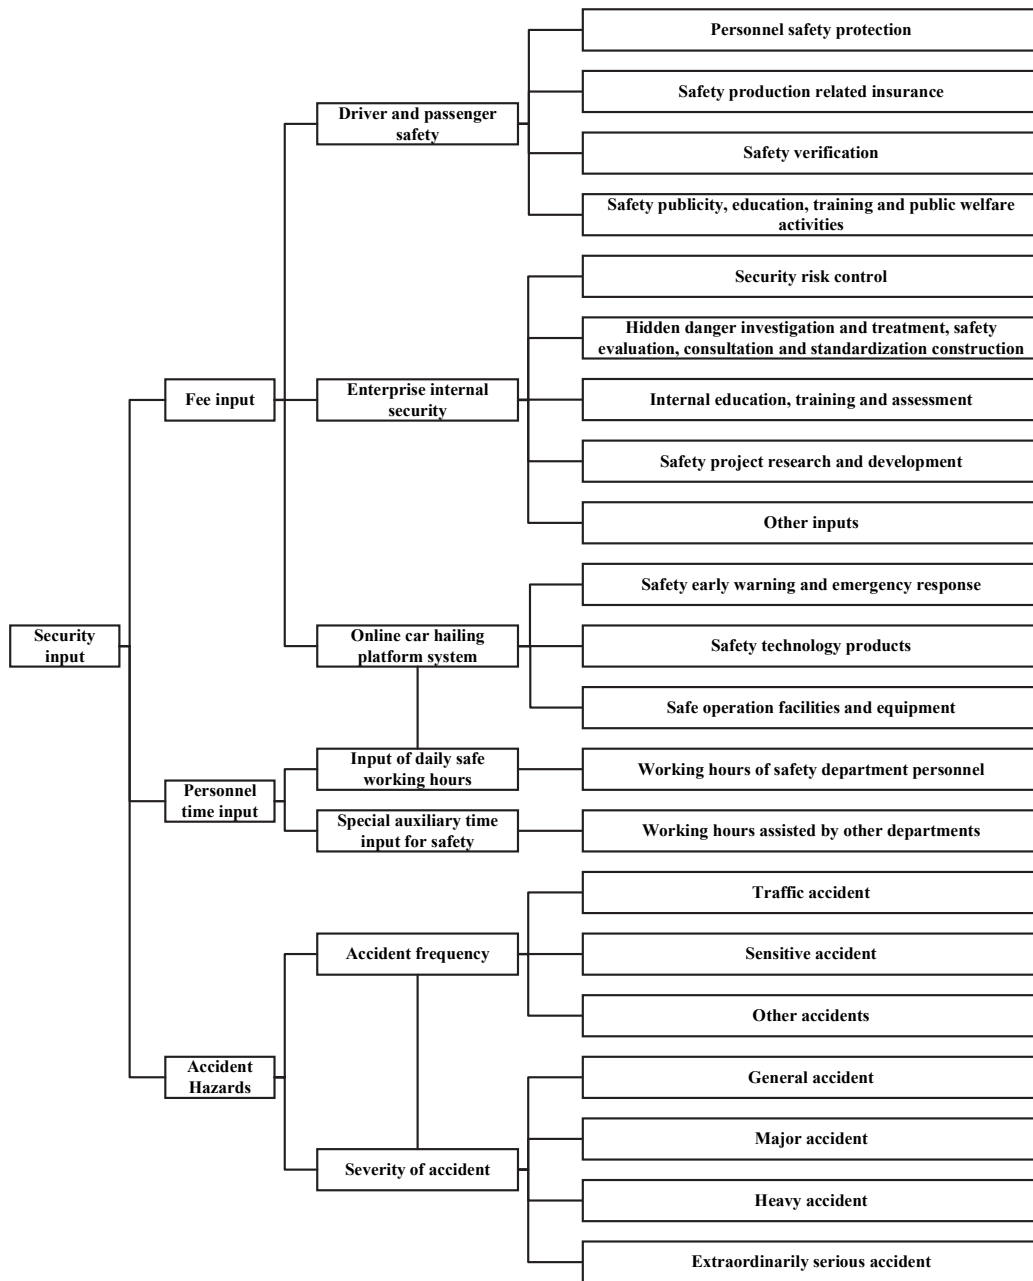 Personnel safety protection
Safety production related insurance
Driver and passenger
safety
Safety verification
Safety publicity, education, training and public welfare
activities
Security risk control
Hidden danger investigation and treatment, safety
evaluation, consultation and standardization construction
Fee input
Enterprise internal
security
Internal education, training and assessment
Safety project research and development
Other inputs
Safety early warning and emergency response
Security
input
Online car hailing
platform system
Safety technology products
Safe operation facilities and equipment
Personnel
time input
Input of daily safe
working hours
Working hours of safety department personnel
Special auxiliary time
input for safety
Working hours assisted by other departments
Traffic accident
Accident frequency
Sensitive accident
Other accidents
Accident
Hazards
General accident
Major accident
Severity of accident
Heavy accident
Extraordinarily serious accident